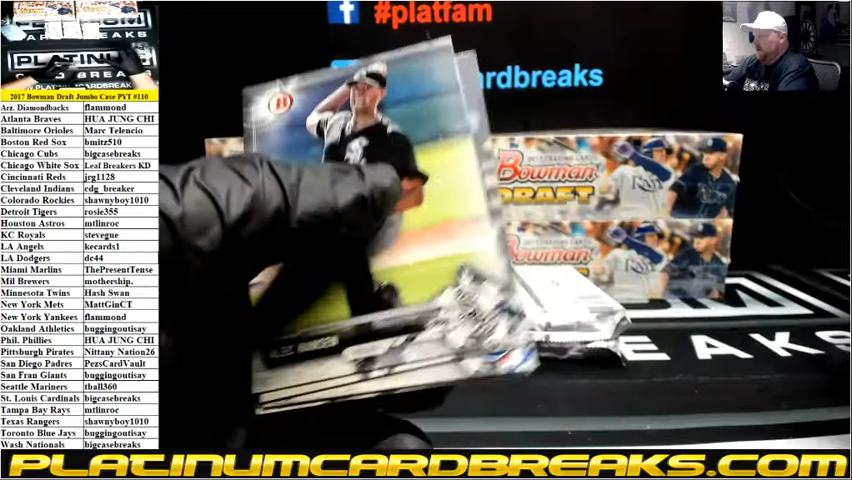 #platfam
cardbreaks
PLATINUM
CARD BREA
2017 Bowman Draft Jumbo Case PYT #110
Arz. Diamondbacks flammond
Atlanta Braves HUA JUNG CHI
Baltimore Orioles Marc Telencio
Boston Red Sox bmitz510
Chicago Cubs bigcasebreaks
Chicago White Sox Leaf Breakers KD
Cincinnati Reds jrg1128
Cleveland Indians cdg_breaker
Colorado Rockies shawnyboy1010
Detroit Tigers rosie355
Houston Astros mtlinroc
KC Royals stevegue
LA Angels kecards1
LA Dodgers dc44
Miami Marlins ThePresentTense
Mil Brewers mothership.
Minnesota Twins Hash Swan
New York Mets MattGinCT
New York Yankees flammond
Oakland Athletics buggingoutisay
Phil. Phillies HUA JUNG CHI
Pittsburgh Pirates Nittany Nation26
San Diego Padres PezsCardVault
San Fran Giants buggingoutisay
Seattle Mariners tball360
St. Louis Cardinals bigcasebreaks
Tampa Bay Rays mtlinroc
Texas Rangers shawnyboy1010
Toronto Blue Jays buggingoutisay
Wash Nationals bigcasebreaks
Bowman
DRAFT
Bowman
DRAFT
EAKS
PLATINUMCARDBREAKS.COM